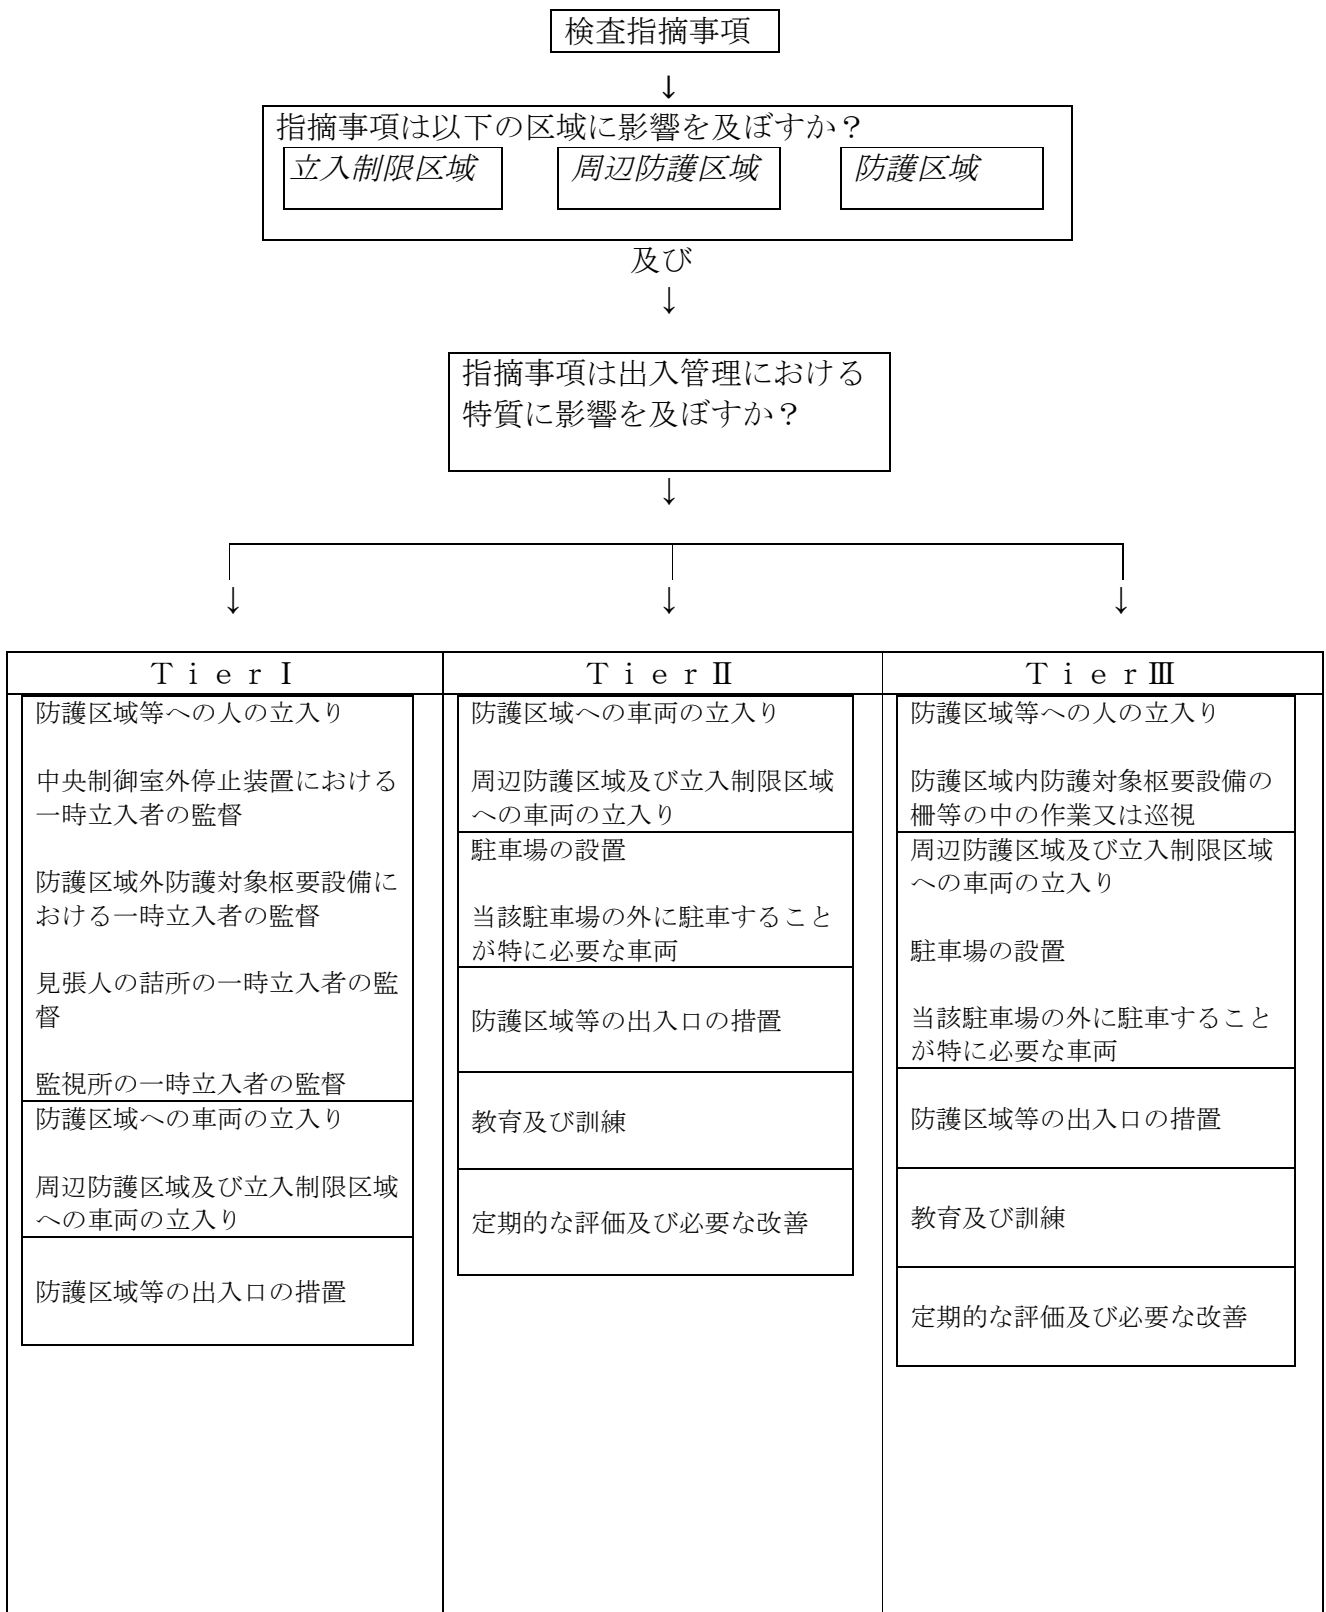 検査指摘事項
↓
指摘事項は以下の区域に影響を及ぼすか？
立入制限区域
周辺防護区域
防護区域
及び
↓
指摘事項は出入管理における
特質に影響を及ぼすか？
↓
↓
↓
↓
ＴｉｅｒⅠ
防護区域等への人の立入り
中央制御室外停止装置における
一時立入者の監督
防護区域外防護対象枢要設備に
おける一時立入者の監督
見張人の詰所の一時立入者の監
督
監視所の一時立入者の監督
防護区域への車両の立入り
周辺防護区域及び立入制限区域
への車両の立入り
防護区域等の出入口の措置
ＴｉｅｒⅡ
防護区域への車両の立入り
周辺防護区域及び立入制限区域
への車両の立入り
駐車場の設置
当該駐車場の外に駐車すること
が特に必要な車両
防護区域等の出入口の措置
教育及び訓練
定期的な評価及び必要な改善
ＴｉｅｒⅢ
防護区域等への人の立入り
防護区域内防護対象枢要設備の
柵等の中の作業又は巡視
周辺防護区域及び立入制限区域
への車両の立入り
駐車場の設置
当該駐車場の外に駐車すること
が特に必要な車両
防護区域等の出入口の措置
教育及び訓練
定期的な評価及び必要な改善